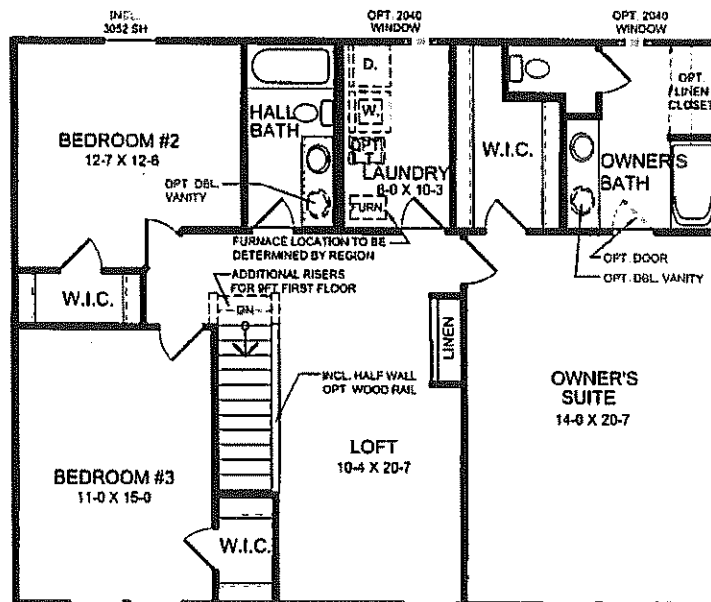 INCL.
3052 SH
OPT. 2040
WINDOW
OPT. 2040
WINDOW
D.
W.
OPT.
T.
HALL
BATH
BEDROOM #2
12-7 X 12-6
OPT. DBL.
VANITY
LAUNDRY
6-0 X 10-3
FURN
W.I.C.
OPT.
LINEN
CLOSET
OWNER'S
BATH
FURNACE LOCATION TO BE
DETERMINED BY REGION
OPT. DOOR
OPT. DBL. VANITY
ADDITIONAL RISERS
FOR 9FT FIRST FLOOR
W.I.C.
DN
LINEN
INCL. HALF WALL
OPT. WOOD RAIL
OWNER'S
SUITE
14-0 X 20-7
LOFT
10-4 X 20-7
BEDROOM #3
11-0 X 15-0
W.I.C.